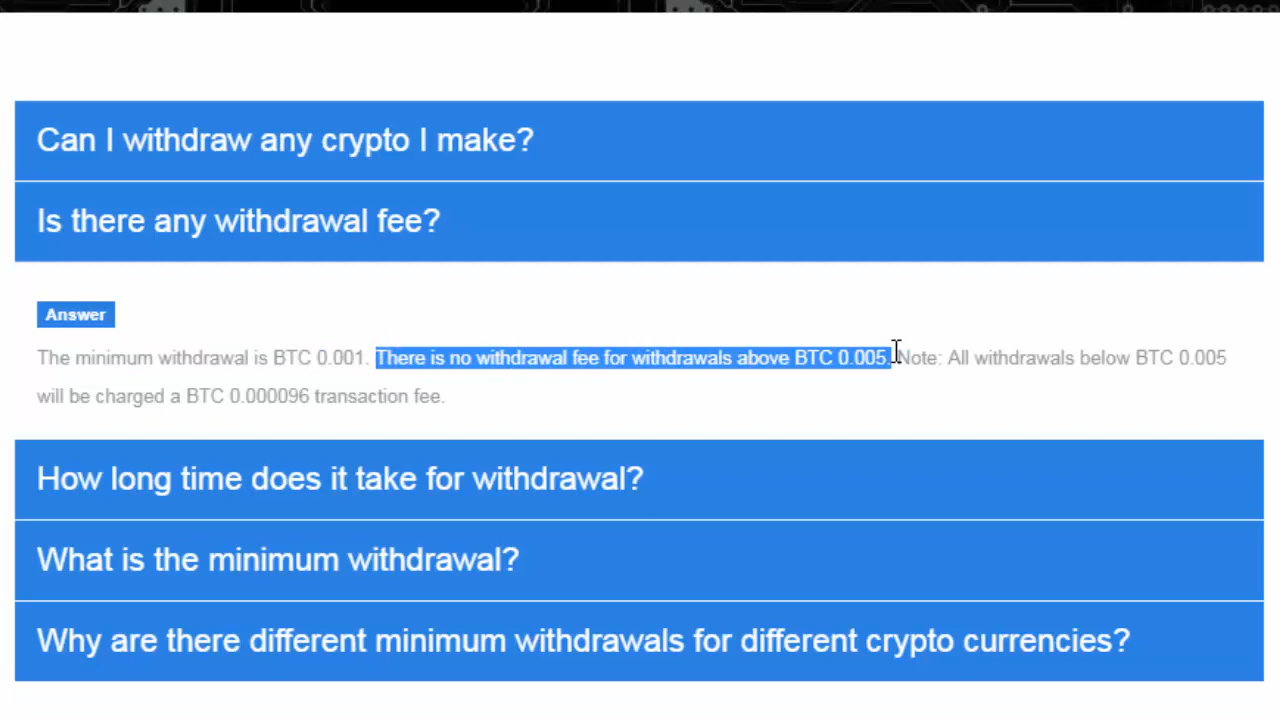 Can I withdraw any crypto I make?
Is there any withdrawal fee?
Answer
The minimum withdrawal is BTC 0.001. There is no withdrawal fee for withdrawals above BTC 0.005. Note: All withdrawals below BTC 0.005
will be charged a BTC 0.000096 transaction fee.
How long time does it take for withdrawal?
What is the minimum withdrawal?
Why are there different minimum withdrawals for different crypto currencies?